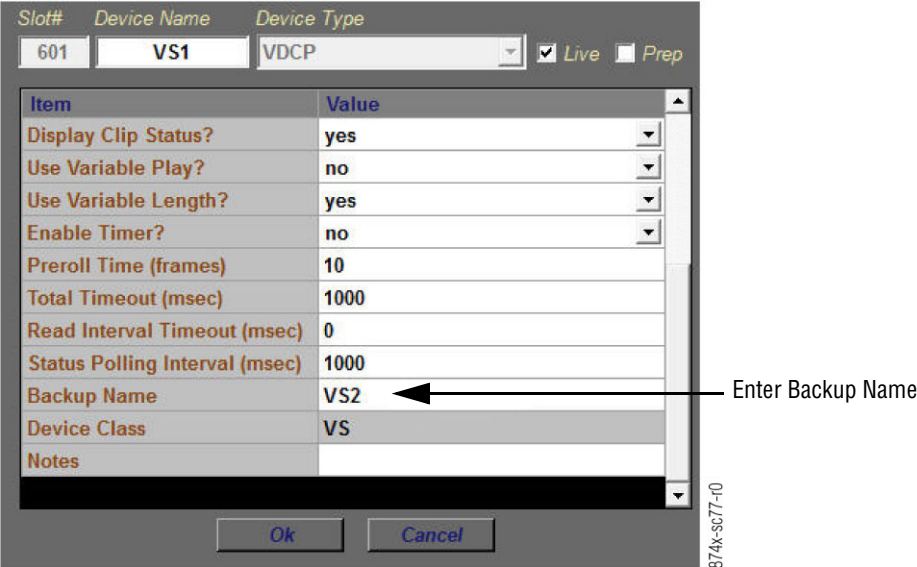 Slot# Device Name Device Type
601 VS1 VDCP Live Prep
Item Value
Display Clip Status? yes
Use Variable Play? no
Use Variable Length? yes
Enable Timer? no
Preroll Time (frames) 10
Total Timeout (msec) 1000
Read Interval Timeout (msec) 0
Status Polling Interval (msec) 1000
Backup Name VS2 Enter Backup Name
Device Class VS
Notes
Ok Cancel
874x-sc77-r0